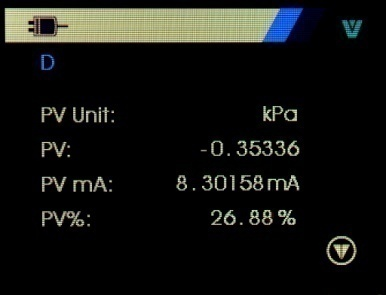 D
PV Unit: kPa
PV: -0.35336
PV mA: 8.30158mA
PV%: 26.88%